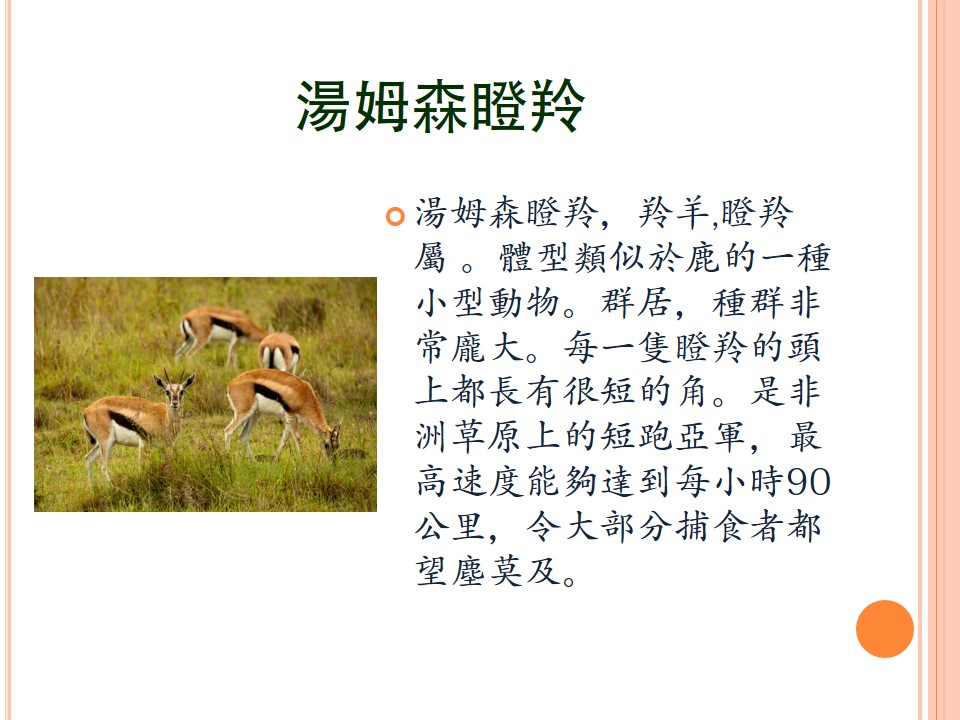 湯姆森瞪羚
湯姆森瞪羚，羚羊,瞪羚
屬 。體型類似於鹿的一種
小型動物。群居，種群非
常龐大。每一隻瞪羚的頭
上都長有很短的角。是非
洲草原上的短跑亞軍，最
高速度能夠達到每小時90
公里，令大部分捕食者都
望塵莫及。